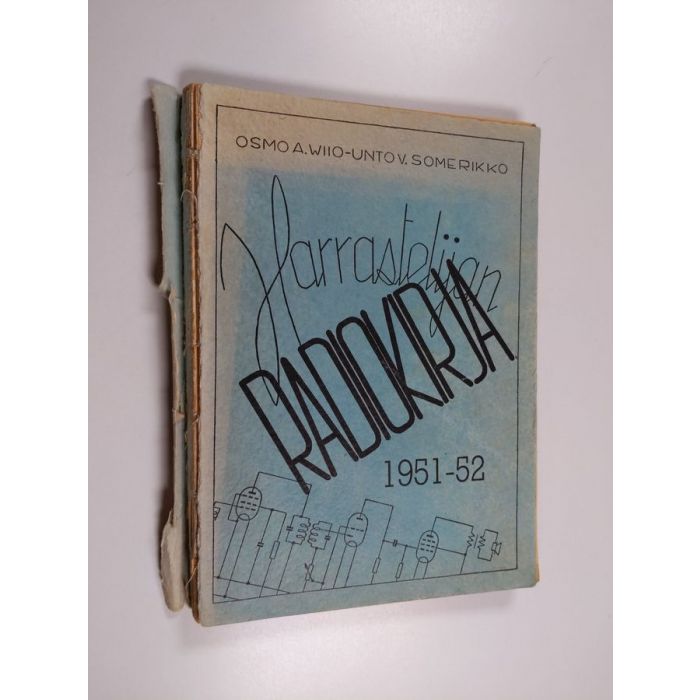 OSMO A. WIIO-UNTO V. SOMERIKKO
Harrastelijan
RADIOKIRJA
1951-52